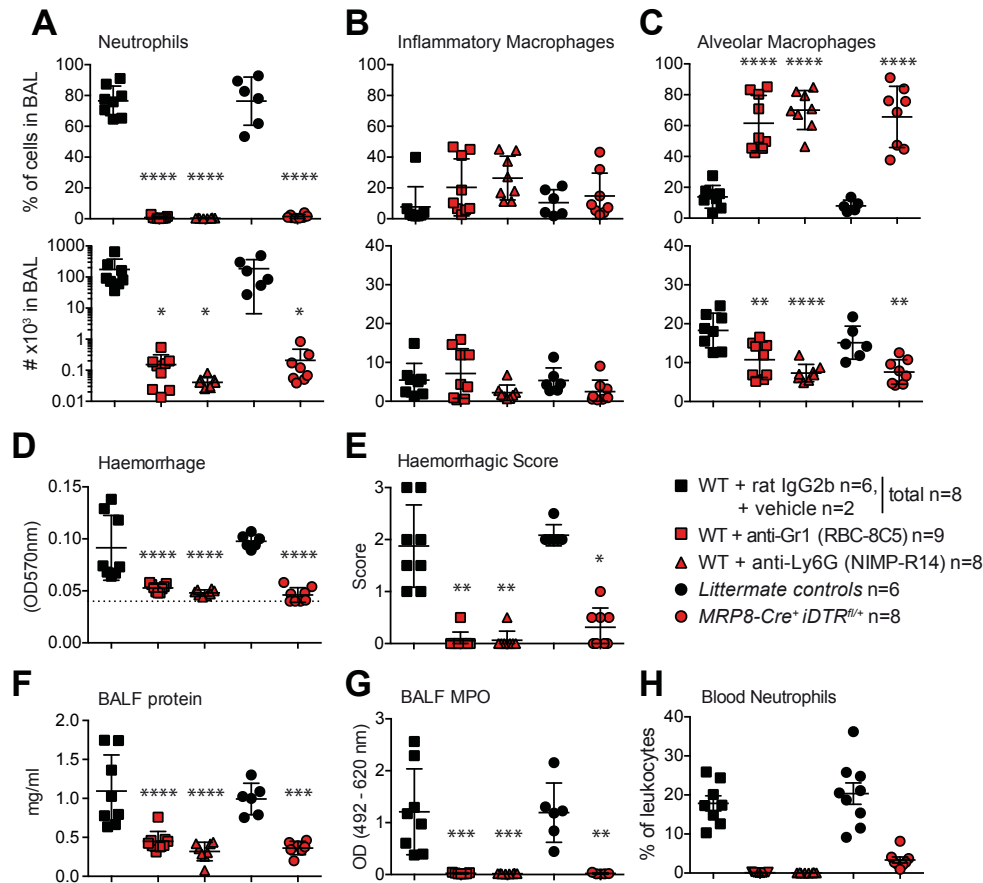 A
Neutrophils
% of cells in BAL
100
80
60
40
20
0
**** **** ****
# x10³ in BAL
1000
100
10
1
0.1
0.01
* * *
B
Inflammatory Macrophages
100
80
60
40
20
0
40
30
20
10
0
C
Alveolar Macrophages
**** **** ****
100
80
60
40
20
0
40
30
20
10
0
** **** **
D
Haemorrhage
(OD570nm)
0.15
0.10
0.05
0.00
**** **** ****
E
Haemorrhagic Score
Score
3
2
1
0
** ** *
WT + rat IgG2b n=6,
+ vehicle n=2
total n=8
WT + anti-Gr1 (RBC-8C5) n=9
WT + anti-Ly6G (NIMP-R14) n=8
Littermate controls n=6
MRP8-Cre⁺ iDTRfl/+ n=8
F
BALF protein
mg/ml
2.0
1.5
1.0
0.5
0.0
**** **** ***
G
BALF MPO
OD (492 - 620 nm)
3
2
1
0
*** *** **
H
Blood Neutrophils
% of leukocytes
40
30
20
10
0